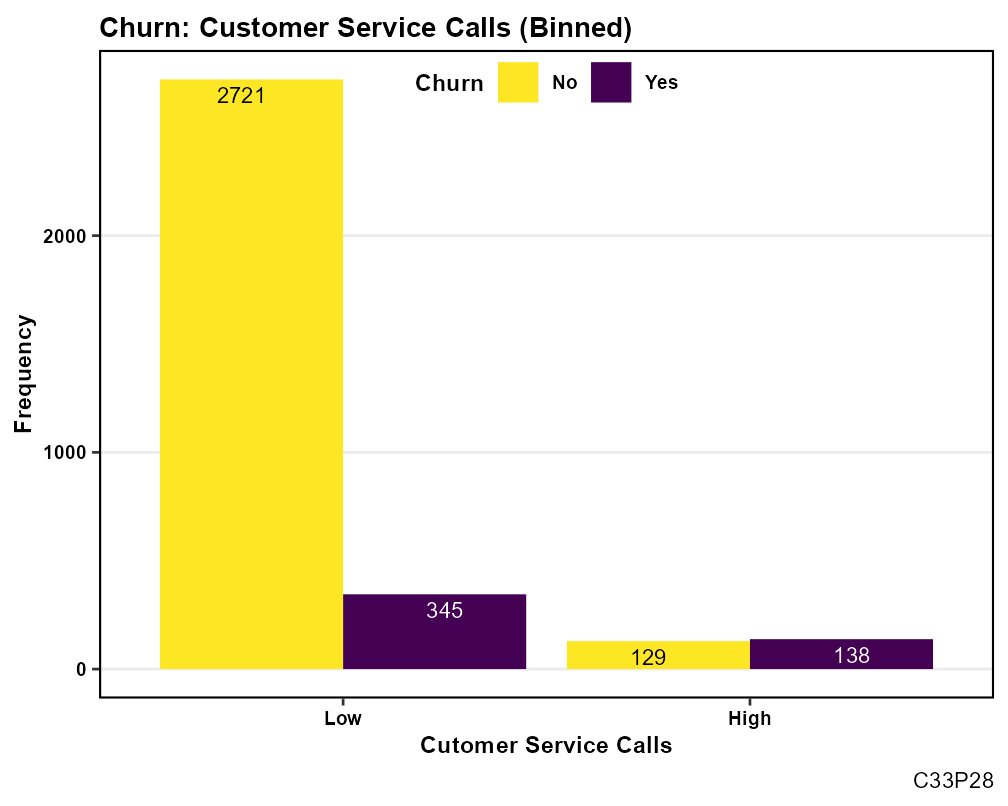 Churn: Customer Service Calls (Binned)
Churn No Yes
2721
2000
Frequency
1000
345
129
138
0
Low High
Cutomer Service Calls
C33P28